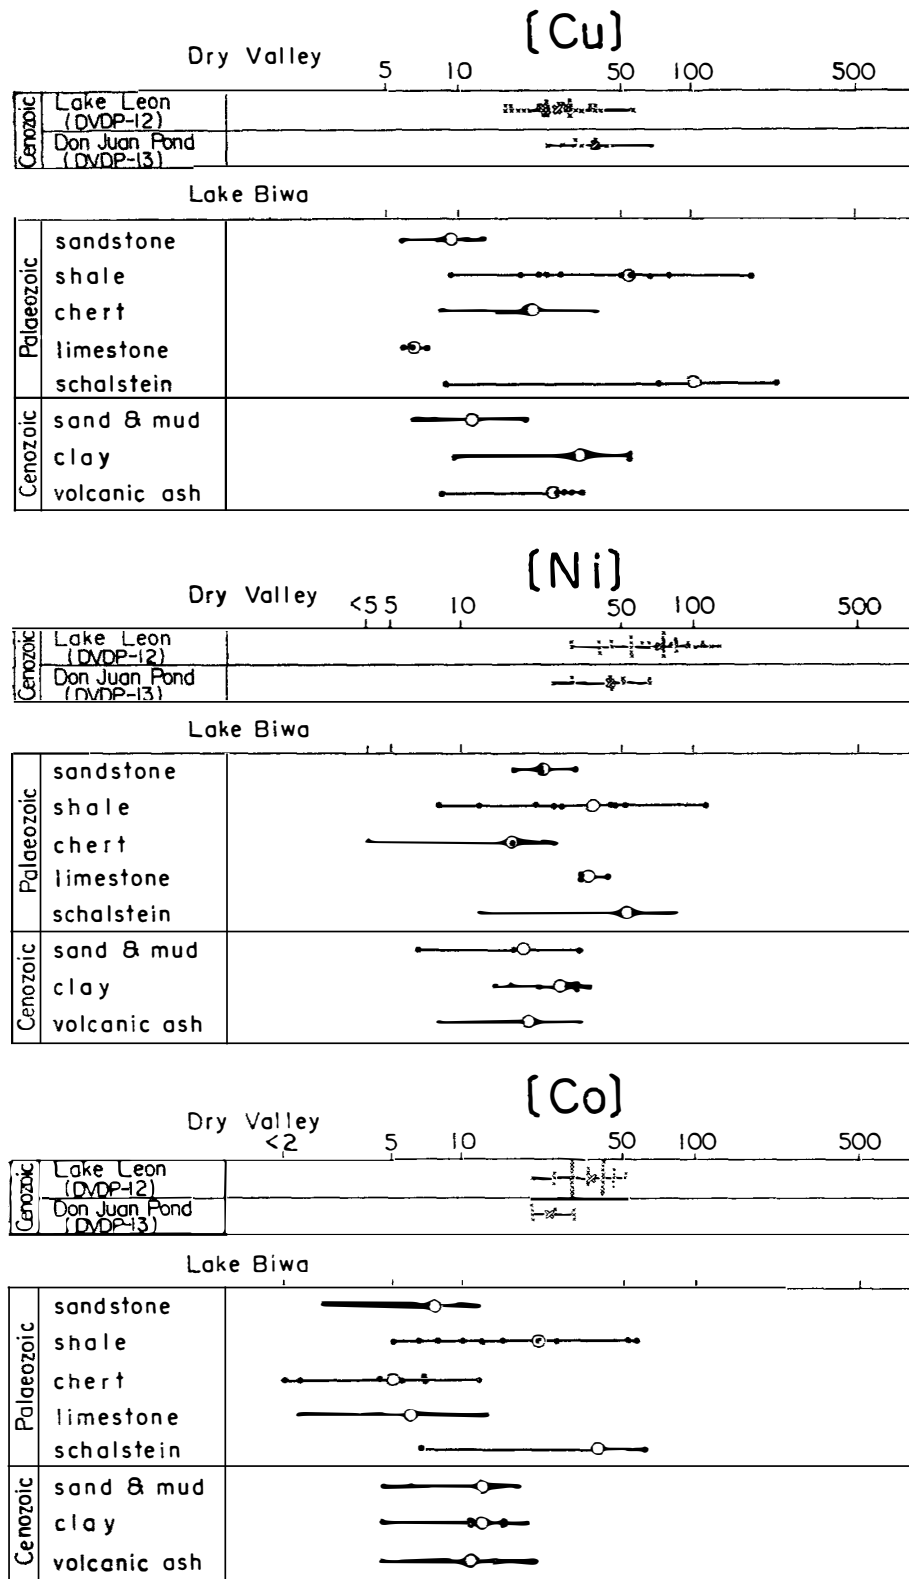 [Cu]
Dry Valley
5 10 50 100 500
Cenozoic
Lake Leon
(DVDP-12)
Don Juan Pond
(DVDP-13)
Lake Biwa
Palaeozoic
sandstone
shale
chert
limestone
schalstein
Cenozoic
sand & mud
clay
volcanic ash
[Ni]
Dry Valley
<5 5 10 50 100 500
Cenozoic
Lake Leon
(DVDP-12)
Don Juan Pond
(DVDP-13)
Lake Biwa
Palaeozoic
sandstone
shale
chert
limestone
schalstein
Cenozoic
sand & mud
clay
volcanic ash
[Co]
Dry Valley
<2 5 10 50 100 500
Cenozoic
Lake Leon
(DVDP-12)
Don Juan Pond
(DVDP-13)
Lake Biwa
Palaeozoic
sandstone
shale
chert
limestone
schalstein
Cenozoic
sand & mud
clay
volcanic ash